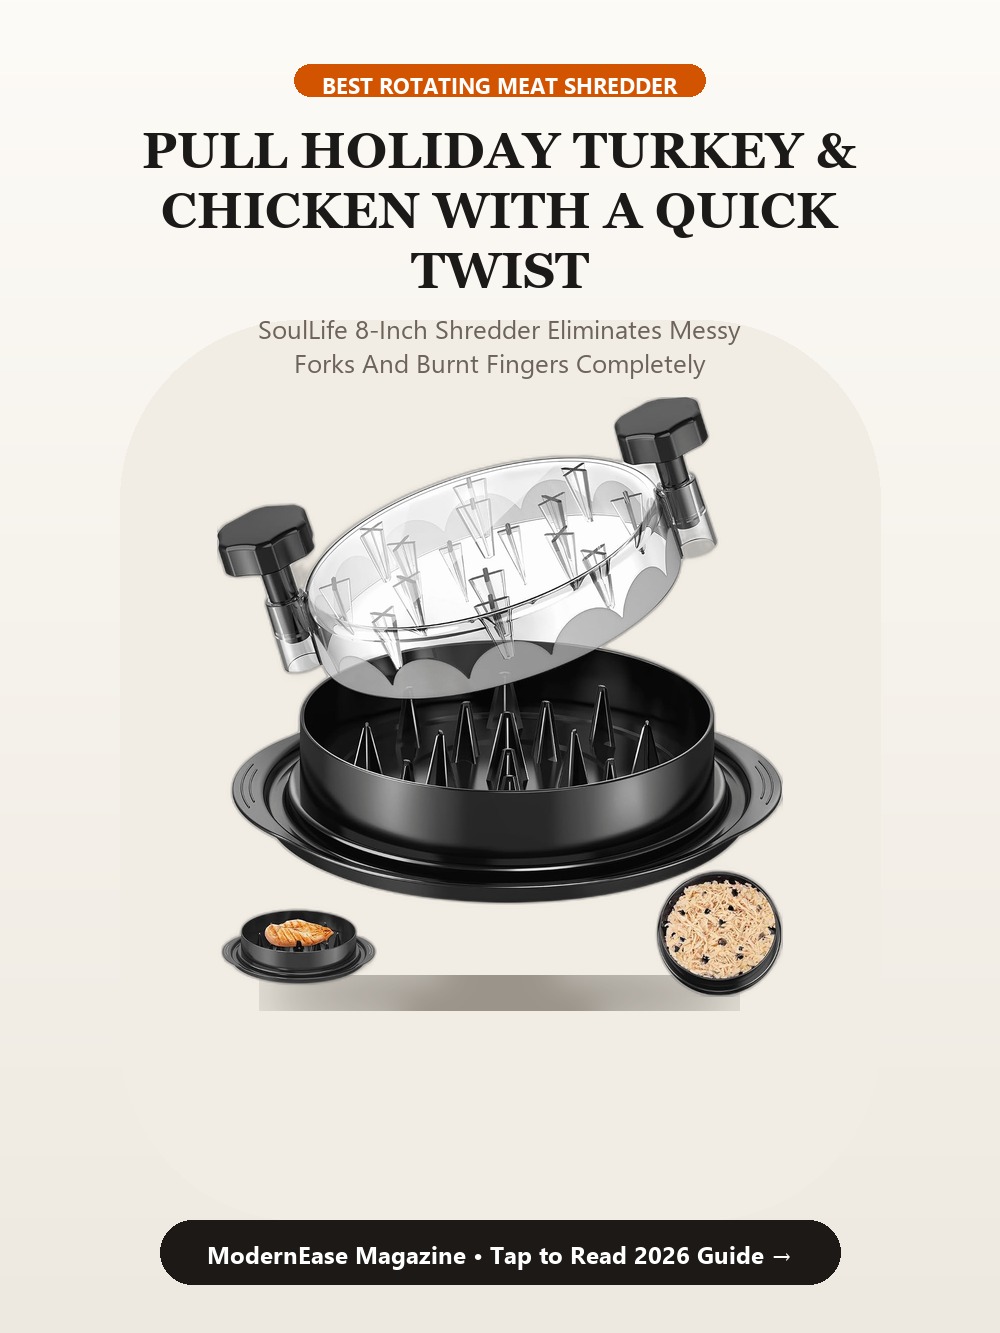 BEST ROTATING MEAT SHREDDER
PULL HOLIDAY TURKEY &
CHICKEN WITH A QUICK
TWIST
SoulLife 8-Inch Shredder Eliminates Messy
Forks And Burnt Fingers Completely
ModernEase Magazine • Tap to Read 2026 Guide →